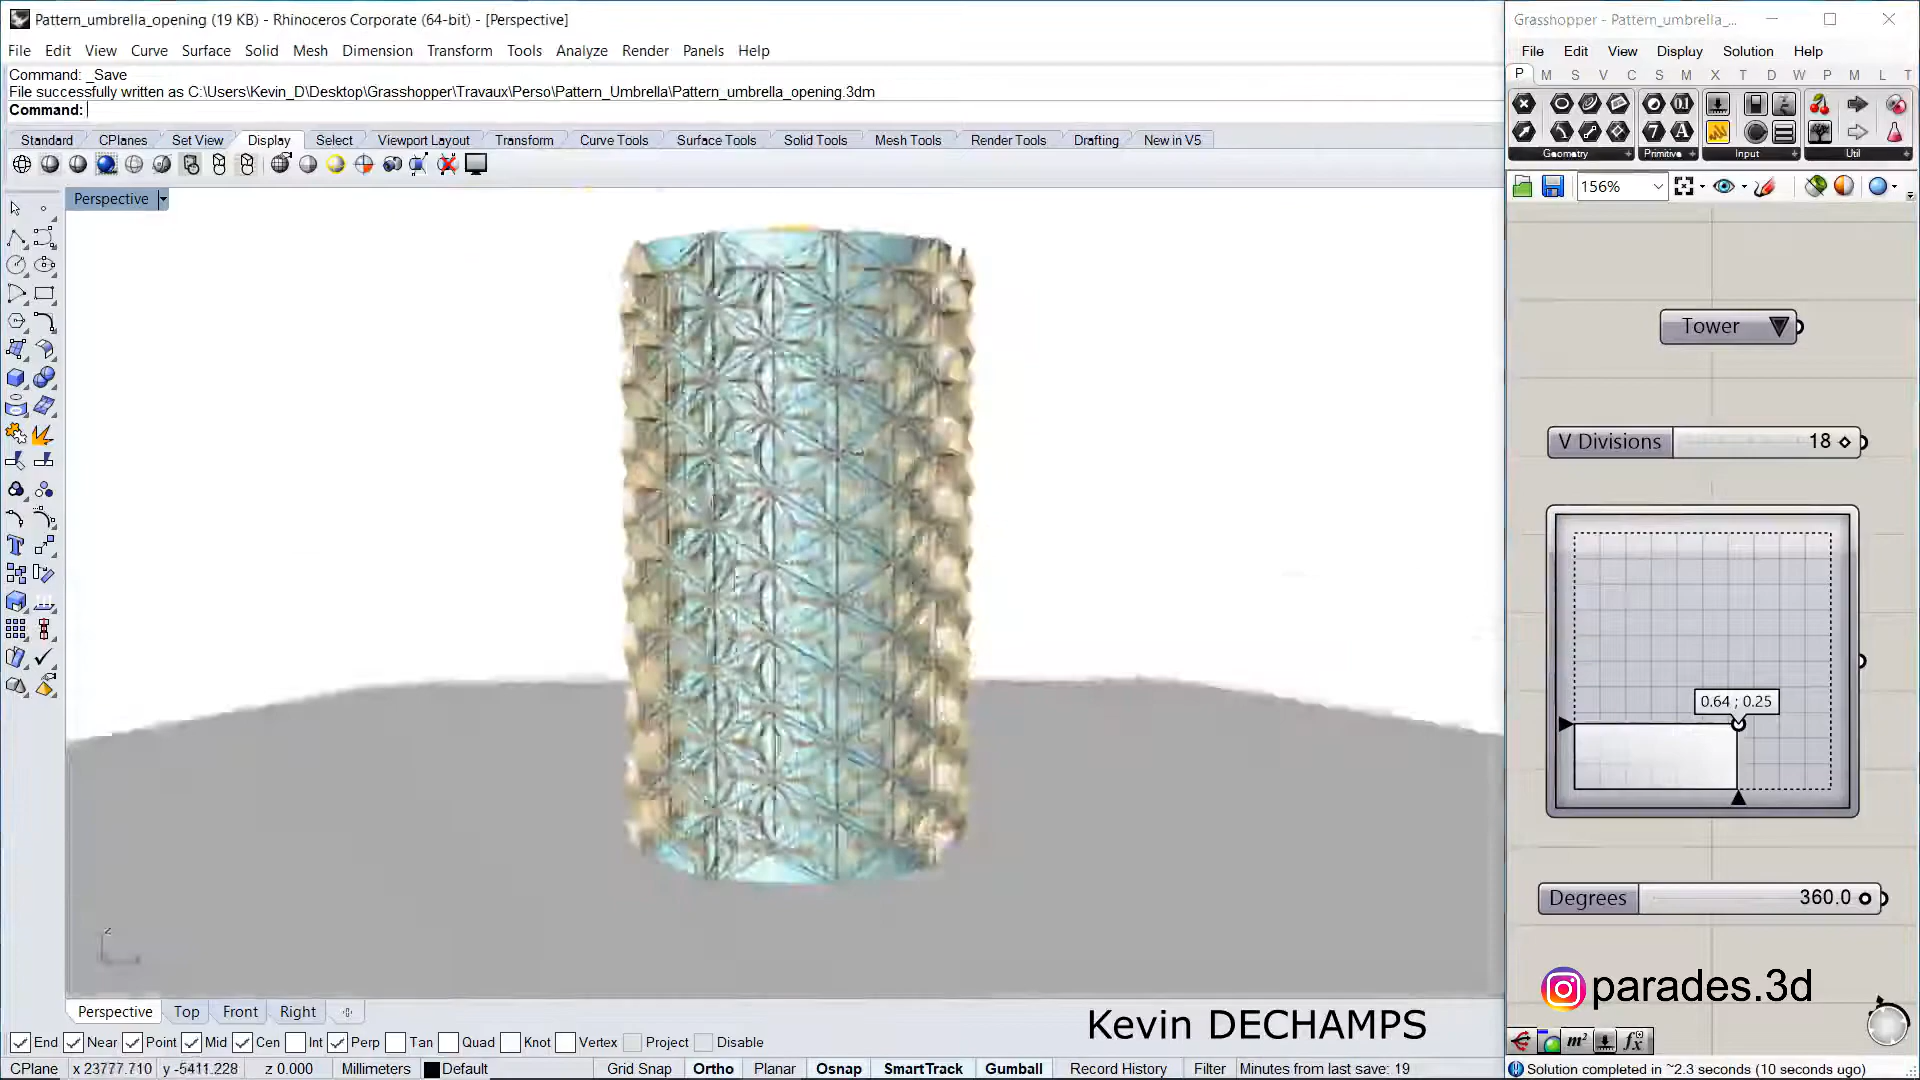 Pattern_umbrella_opening (19 KB) - Rhinoceros Corporate (64-bit) - [Perspective]
File Edit View Curve Surface Solid Mesh Dimension Transform Tools Analyze Render Panels Help
Command: _Save
File successfully written as C:\Users\Kevin_D\Desktop\Grasshopper\Travaux\Perso\Pattern_Umbrella\Pattern_umbrella_opening.3dm
Command:
Standard CPlanes Set View Display Select Viewport Layout Transform Curve Tools Surface Tools Solid Tools Mesh Tools Render Tools Drafting New in V5
Perspective
z
Perspective Top Front Right
Kevin DECHAMPS
End Near Point Mid Cen Int Perp Tan Quad Knot Vertex Project Disable
CPlane x 23777.710 y -5411.228 z 0.000 Millimeters Default Grid Snap Ortho Planar Osnap SmartTrack Gumball Record History Filter Minutes from last save: 19
Grasshopper - Pattern_umbrella_...
File Edit View Display Solution Help
P M S V C S M X T D W P M L T
Geometry Primitive Input Util
156%
Tower
V Divisions 18
0.64 ; 0.25
Degrees 360.0
parades.3d
m² f(x)
Solution completed in ~2.3 seconds (10 seconds ago)